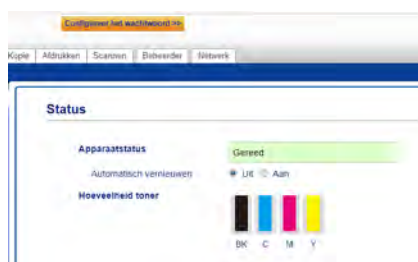 Configureer het wachtwoord >>
Kopie Afdrukken Scannen Beheerder Netwerk
Status
Apparaatstatus Gereed
Automatisch vernieuwen Uit Aan
Hoeveelheid toner
BK C M Y